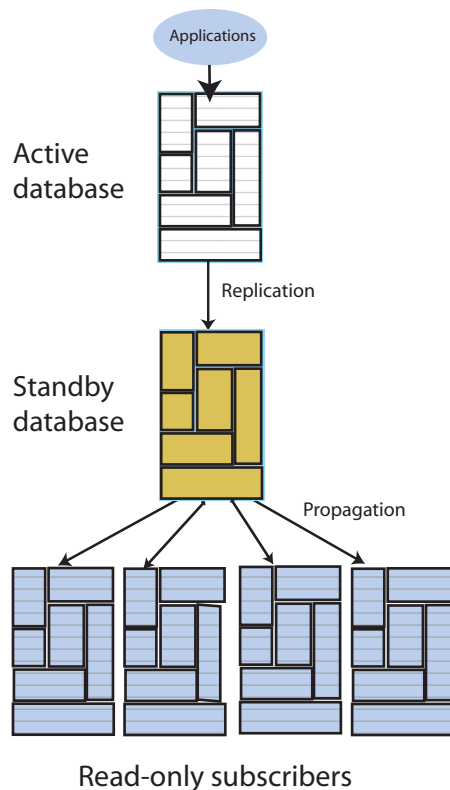 Applications
Active
database
Replication
Standby
database
Propagation
Read-only subscribers